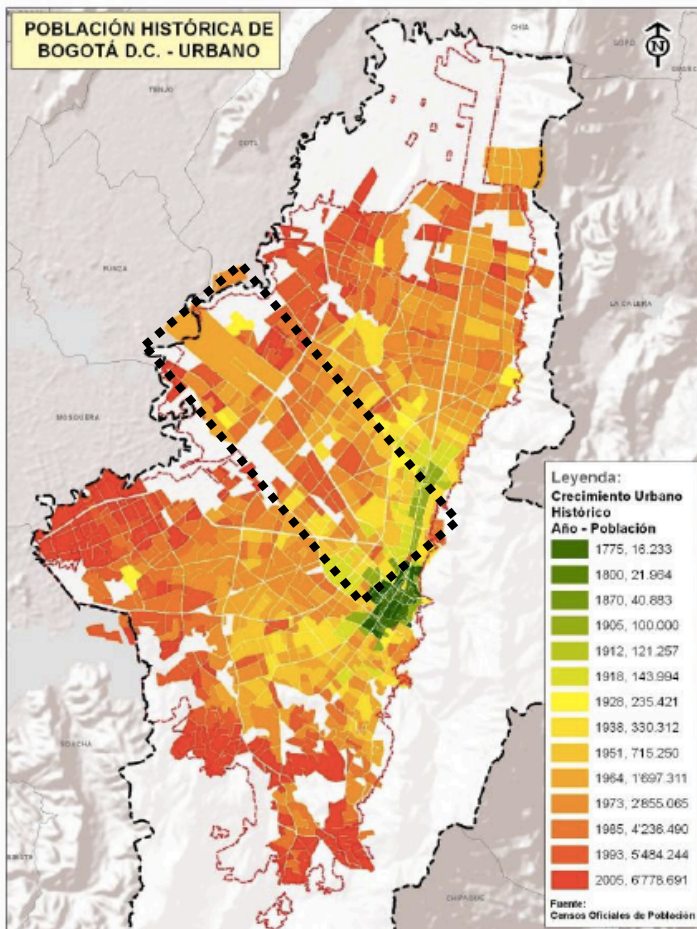 POBLACIÓN HISTÓRICA DE
BOGOTÁ D.C. - URBANO
CHÍA
SOPÓ
N
TENJO
COTA
FUNZA
LA CALERA
MOSQUERA
SOACHA
CHIPAQUE
Leyenda:
Crecimiento Urbano
Histórico
Año - Población
1775, 16.233
1800, 21.964
1870, 40.883
1905, 100.000
1912, 121.257
1918, 143.994
1928, 235.421
1938, 330.312
1951, 715.250
1964, 1'697.311
1973, 2'855.065
1985, 4'236.490
1993, 5'484.244
2005, 6'778.691
Fuente:
Censos Oficiales de Población